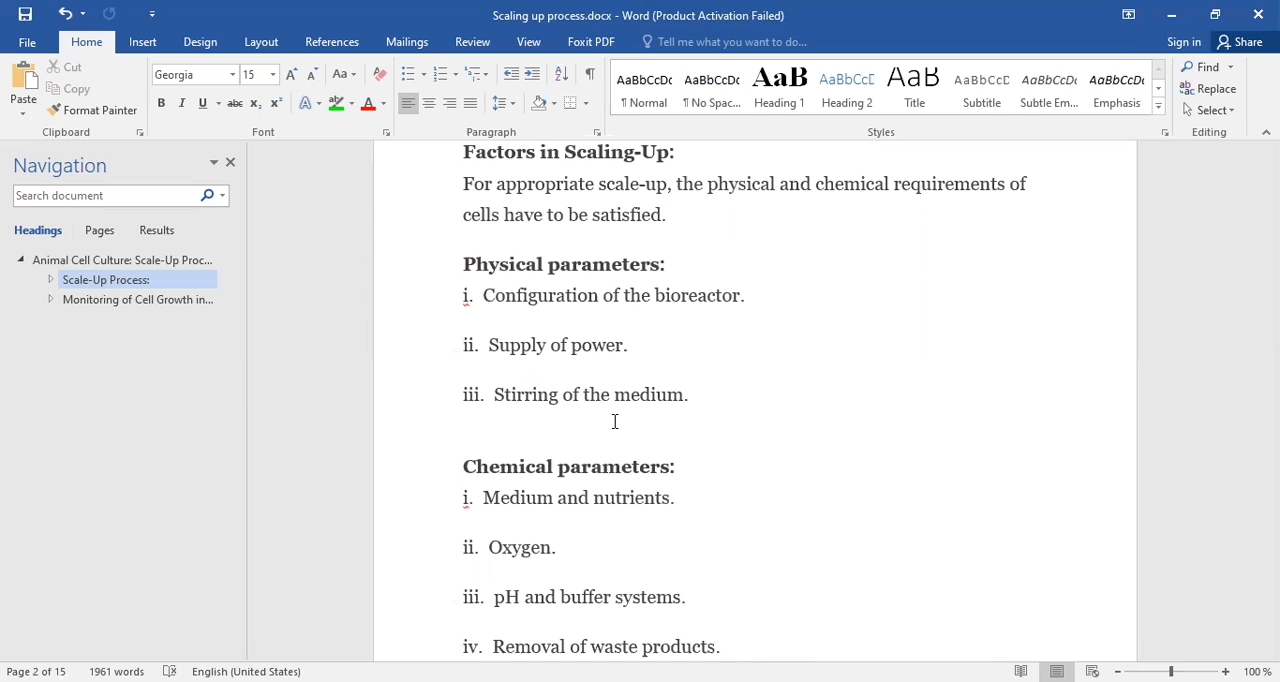 Scaling up process.docx - Word (Product Activation Failed)
File Home Insert Design Layout References Mailings Review View Foxit PDF Tell me what you want to do... Sign in Share
Paste
Cut
Copy
Format Painter
Clipboard
Georgia 15
Font
Paragraph
AaBbCcDc AaBbCcDc AaB AaBbCcD AaB AaBbCcD AaBbCcDc AaBbCcDc
¶ Normal ¶ No Spac... Heading 1 Heading 2 Title Subtitle Subtle Em... Emphasis
Styles
Find
Replace
Select
Editing
Navigation
Search document
Headings Pages Results
Animal Cell Culture: Scale-Up Proc...
Scale-Up Process:
Monitoring of Cell Growth in...
Factors in Scaling-Up:
For appropriate scale-up, the physical and chemical requirements of
cells have to be satisfied.
Physical parameters:
i. Configuration of the bioreactor.
ii. Supply of power.
iii. Stirring of the medium.
Chemical parameters:
i. Medium and nutrients.
ii. Oxygen.
iii. pH and buffer systems.
iv. Removal of waste products.
Page 2 of 15 1961 words English (United States) 100 %